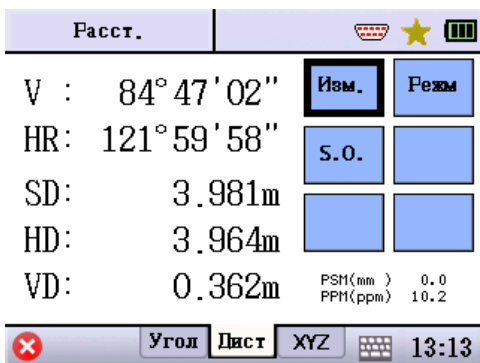 Расст.
V : 84°47'02"
Изм. Режм
HR: 121°59'58"
S.O.
SD: 3.981m
HD: 3.964m
VD: 0.362m
PSM(mm ) 0.0
PPM(ppm) 10.2
Угол Дист XYZ 13:13